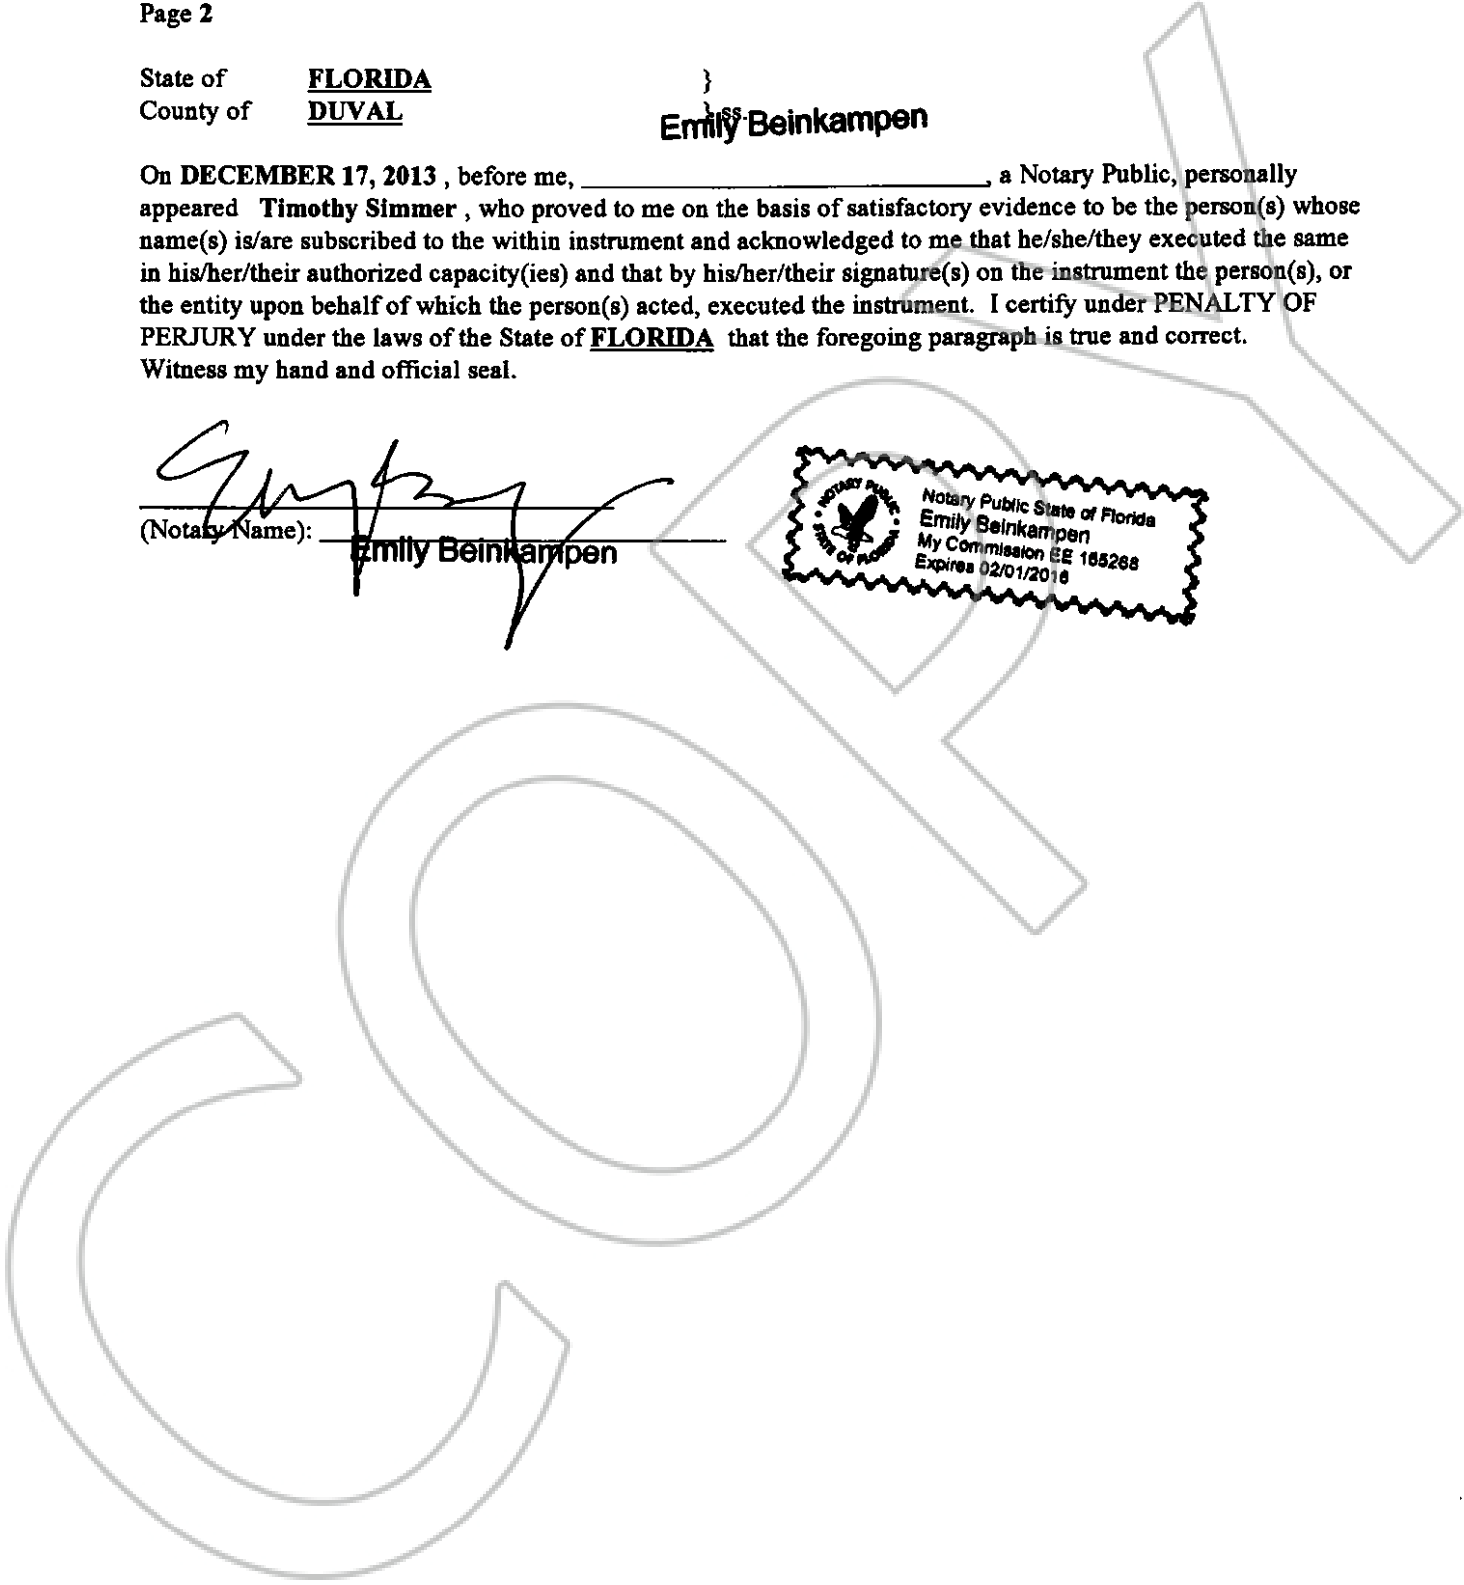 Page 2
State of FLORIDA }
County of DUVAL }ss.
Emily Beinkampen
On DECEMBER 17, 2013 , before me, ____________________, a Notary Public, personally
appeared Timothy Simmer , who proved to me on the basis of satisfactory evidence to be the person(s) whose
name(s) is/are subscribed to the within instrument and acknowledged to me that he/she/they executed the same
in his/her/their authorized capacity(ies) and that by his/her/their signature(s) on the instrument the person(s), or
the entity upon behalf of which the person(s) acted, executed the instrument. I certify under PENALTY OF
PERJURY under the laws of the State of FLORIDA that the foregoing paragraph is true and correct.
Witness my hand and official seal.
(Notary Name): ____________________
Emily Beinkampen
NOTARY PUBLIC
STATE OF FLORIDA
Notary Public State of Florida
Emily Beinkampen
My Commission EE 165268
Expires 02/01/2016
COPY